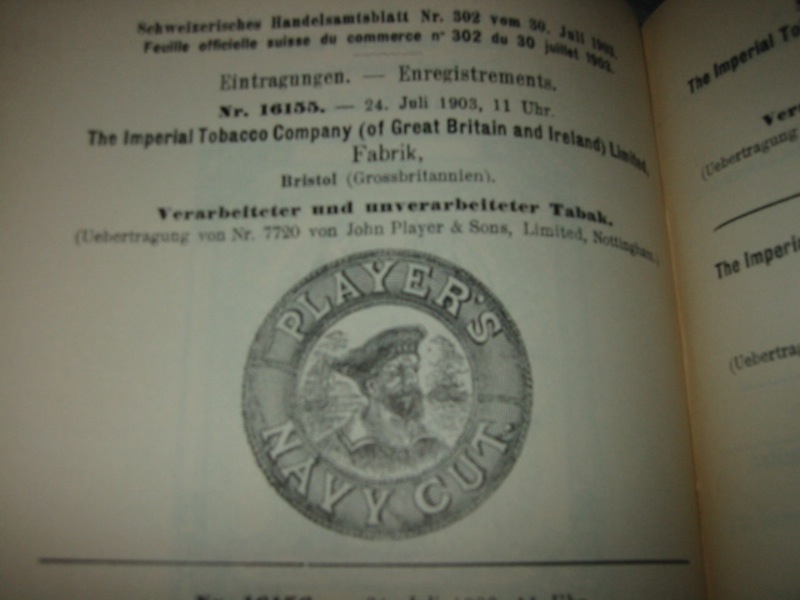 Schweizerisches Handelsamtsblatt Nr. 302 vom 30. Juli 1903.
Feuille officielle suisse du commerce n° 302 du 30 juillet 1903.
Eintragungen. — Enregistrements.
Nr. 16155. — 24. Juli 1903, 11 Uhr.
The Imperial Tobacco Company (of Great Britain and Ireland) Limited,
Fabrik,
Bristol (Grossbritannien).
Verarbeiteter und unverarbeiteter Tabak.
(Uebertragung von Nr. 7720 von John Player & Sons, Limited, Nottingham.)
PLAYER'S
NAVY CUT.
The Imperial
(Uebertragung
The Imperial